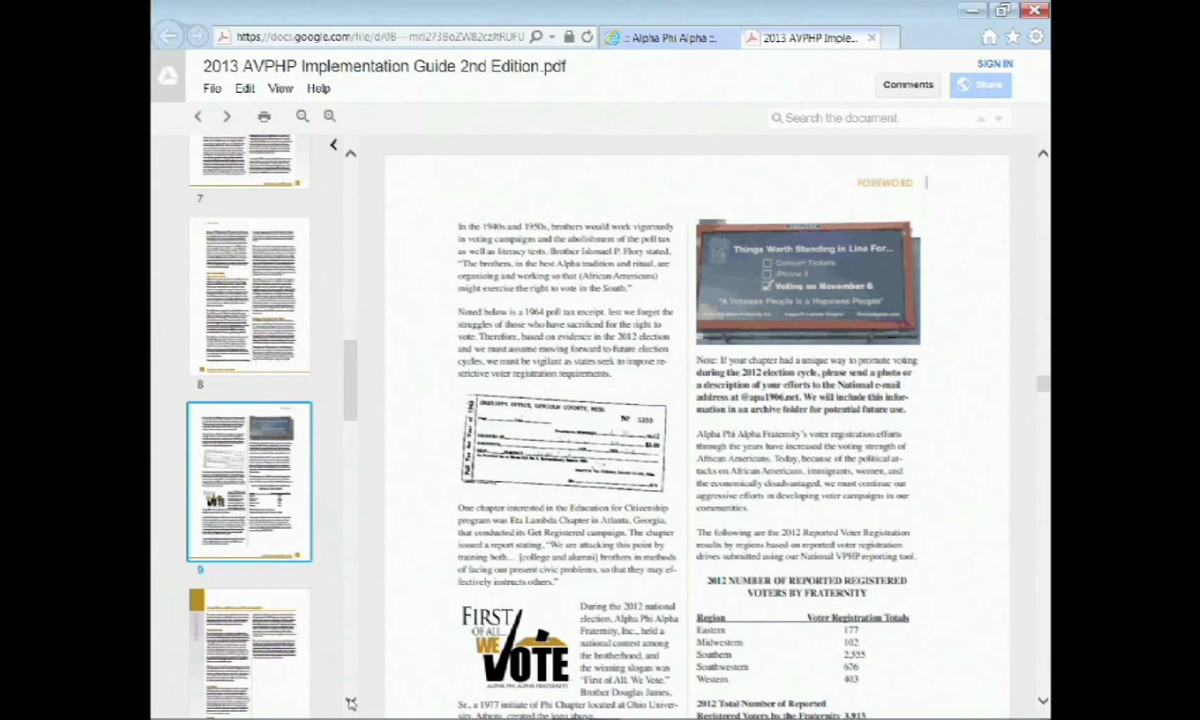 https://docs.google.com/file/d/0B
Alpha Phi Alpha ::.
2013 AVPHP Imple...
2013 AVPHP Implementation Guide 2nd Edition.pdf
SIGN IN
File Edit View Help
Comments
Share
Search the document.
7
8
9
FOREWORD
In the 1940s and 1950s, brothers would work vigorously
in voting campaigns and the abolishment of the poll tax
as well as literacy tests. Brother Ishmael P. Flory stated,
"The brothers, in the best Alpha tradition and ritual, are
organizing and working so that (African Americans)
might exercise the right to vote in the South."
Noted below is a 1964 poll tax receipt, lest we forget the
struggles of those who have sacrificed for the right to
vote. Therefore, based on evidence in the 2012 election
and we must assume moving forward to future election
cycles, we must be vigilant as states seek to impose re-
strictive voter registration requirements.
One chapter interested in the Education for Citizenship
program was Eta Lambda Chapter in Atlanta, Georgia,
that conducted its Get Registered campaign. The chapter
issued a report stating, "We are attacking this point by
training both... [college and alumni] brothers in methods
of facing our present civic problems, so that they may ef-
fectively instructs others."
FIRST
OF ALL,
WE
VOTE
ALPHA PHI ALPHA FRATERNITY
During the 2012 national
election, Alpha Phi Alpha
Fraternity, Inc., held a
national contest among
the brotherhood, and
the winning slogan was
"First of All, We Vote."
Brother Douglas James,
Sr., a 1977 initiate of Phi Chapter located at Ohio Univer-
sity, Athens, created the logo above.
Things Worth Standing in Line For...
Concert Tickets
iPhone 5
Voting on November 6
"A Voteless People is a Hopeless People"
Note: If your chapter had a unique way to promote voting
during the 2012 election cycle, please send a photo or
a description of your efforts to the National e-mail
address at @apa1906.net. We will include this infor-
mation in an archive folder for potential future use.
Alpha Phi Alpha Fraternity's voter registration efforts
through the years have increased the voting strength of
African Americans. Today, because of the political at-
tacks on African Americans, immigrants, women, and
the economically disadvantaged, we must continue our
aggressive efforts in developing voter campaigns in our
communities.
The following are the 2012 Reported Voter Registration
results by regions based on reported voter registration
drives submitted using our National VPHP reporting tool.
2012 NUMBER OF REPORTED REGISTERED
VOTERS BY FRATERNITY
Region Voter Registration Totals
Eastern 177
Midwestern 102
Southern 2,555
Southwestern 676
Western 403
2012 Total Number of Reported
Registered Voters by the Fraternity 3,913